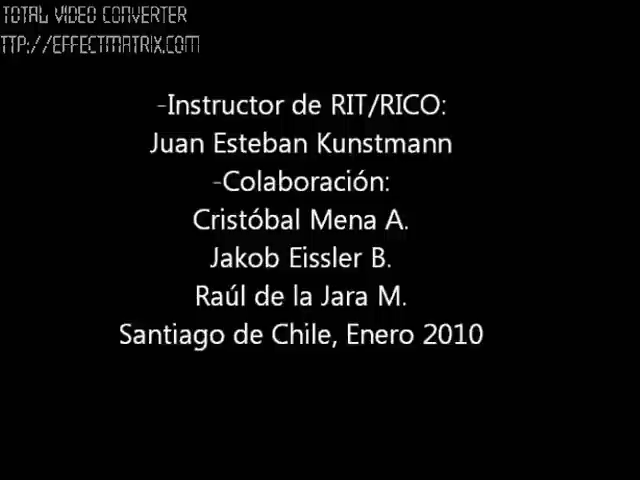 TOTAL VIDEO CONVERTER
TTP://EFFECTMATRIX.COM
-Instructor de RIT/RICO:
Juan Esteban Kunstmann
-Colaboración:
Cristóbal Mena A.
Jakob Eissler B.
Raúl de la Jara M.
Santiago de Chile, Enero 2010